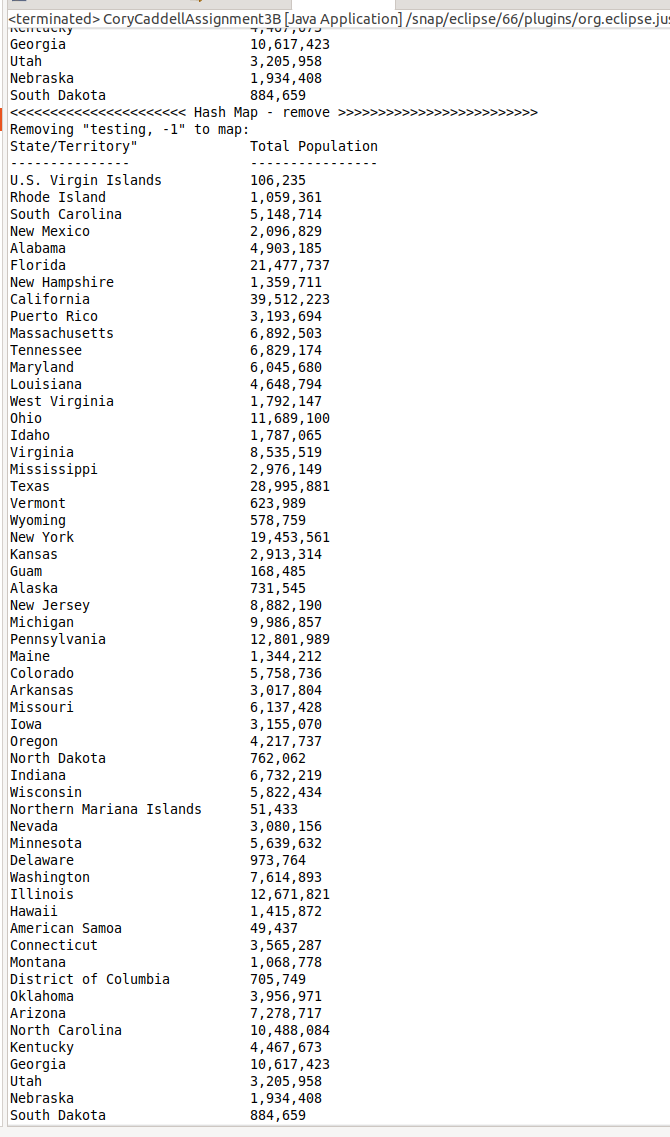 <terminated> CoryCaddellAssignment3B [Java Application] /snap/eclipse/66/plugins/org.eclipse.jus
Kentucky 4,467,673
Georgia 10,617,423
Utah 3,205,958
Nebraska 1,934,408
South Dakota 884,659
<<<<<<<<<<<<<<<<<<<<<< Hash Map - remove >>>>>>>>>>>>>>>>>>>>>>>>>
Removing "testing, -1" to map:
State/Territory" Total Population
--------------- ----------------
U.S. Virgin Islands 106,235
Rhode Island 1,059,361
South Carolina 5,148,714
New Mexico 2,096,829
Alabama 4,903,185
Florida 21,477,737
New Hampshire 1,359,711
California 39,512,223
Puerto Rico 3,193,694
Massachusetts 6,892,503
Tennessee 6,829,174
Maryland 6,045,680
Louisiana 4,648,794
West Virginia 1,792,147
Ohio 11,689,100
Idaho 1,787,065
Virginia 8,535,519
Mississippi 2,976,149
Texas 28,995,881
Vermont 623,989
Wyoming 578,759
New York 19,453,561
Kansas 2,913,314
Guam 168,485
Alaska 731,545
New Jersey 8,882,190
Michigan 9,986,857
Pennsylvania 12,801,989
Maine 1,344,212
Colorado 5,758,736
Arkansas 3,017,804
Missouri 6,137,428
Iowa 3,155,070
Oregon 4,217,737
North Dakota 762,062
Indiana 6,732,219
Wisconsin 5,822,434
Northern Mariana Islands 51,433
Nevada 3,080,156
Minnesota 5,639,632
Delaware 973,764
Washington 7,614,893
Illinois 12,671,821
Hawaii 1,415,872
American Samoa 49,437
Connecticut 3,565,287
Montana 1,068,778
District of Columbia 705,749
Oklahoma 3,956,971
Arizona 7,278,717
North Carolina 10,488,084
Kentucky 4,467,673
Georgia 10,617,423
Utah 3,205,958
Nebraska 1,934,408
South Dakota 884,659